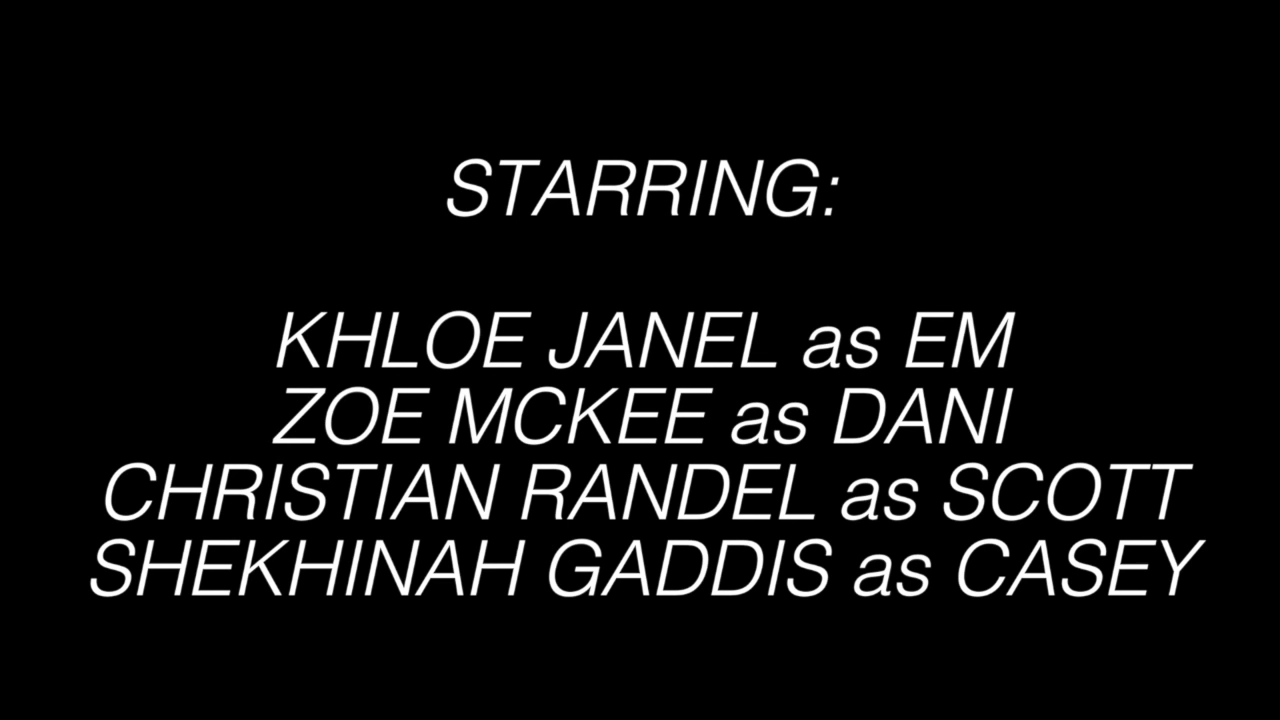 STARRING:
KHLOE JANEL as EM
ZOE MCKEE as DANI
CHRISTIAN RANDEL as SCOTT
SHEKHINAH GADDIS as CASEY